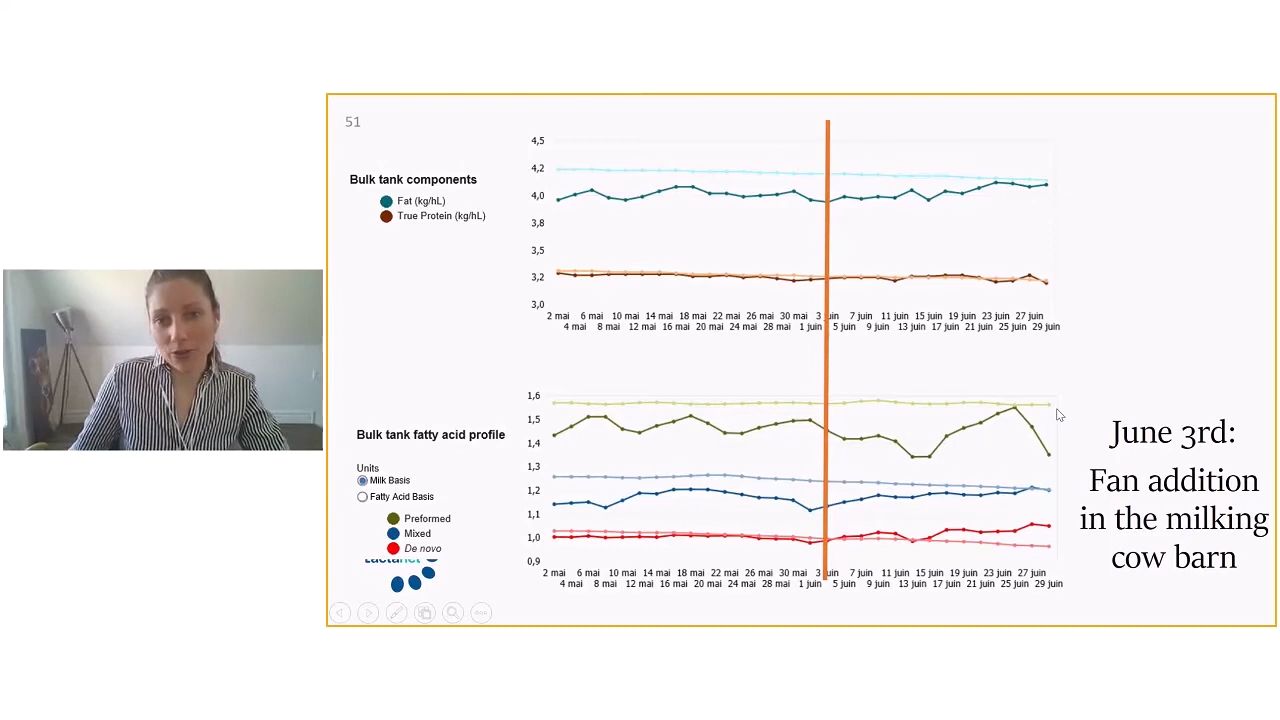 51
Bulk tank components
Fat (kg/hL)
True Protein (kg/hL)
4,5
4,2
4,0
3,8
3,5
3,2
3,0
2 mai 6 mai 10 mai 14 mai 18 mai 22 mai 26 mai 30 mai 3 juin 7 juin 11 juin 15 juin 19 juin 23 juin 27 juin
4 mai 8 mai 12 mai 16 mai 20 mai 24 mai 28 mai 1 juin 5 juin 9 juin 13 juin 17 juin 21 juin 25 juin 29 juin
Bulk tank fatty acid profile
Units
Milk Basis
Fatty Acid Basis
Preformed
Mixed
De novo
Lactanet
1,6
1,5
1,4
1,3
1,2
1,1
1,0
0,9
2 mai 6 mai 10 mai 14 mai 18 mai 22 mai 26 mai 30 mai 3 juin 7 juin 11 juin 15 juin 19 juin 23 juin 27 juin
4 mai 8 mai 12 mai 16 mai 20 mai 24 mai 28 mai 1 juin 5 juin 9 juin 13 juin 17 juin 21 juin 25 juin 29 juin
June 3rd:
Fan addition
in the milking
cow barn